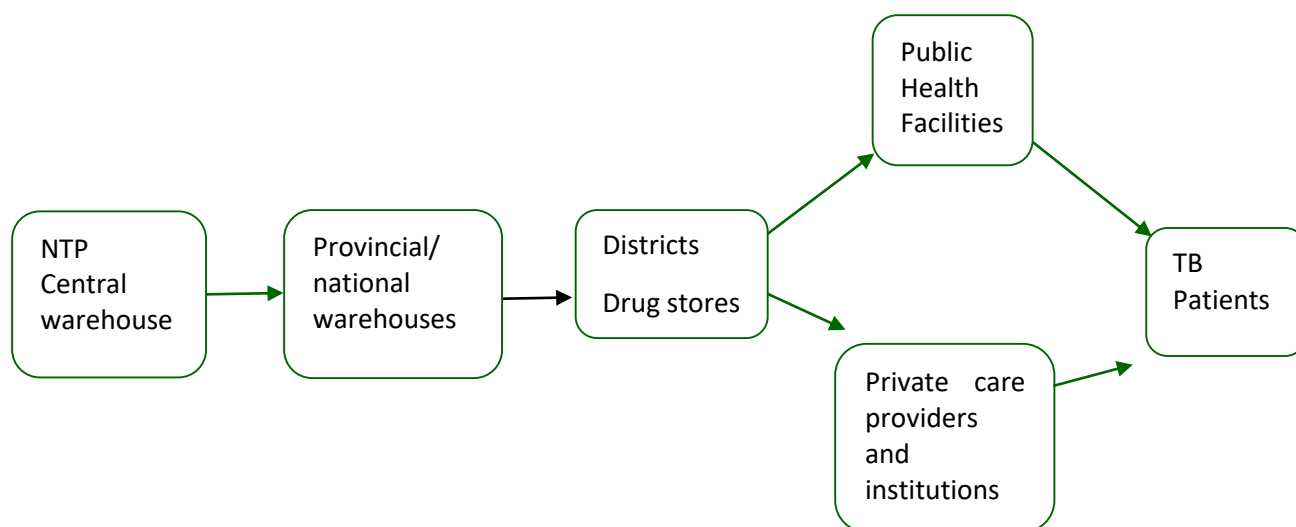 NTP
Central
warehouse
Provincial/
national
warehouses
Districts
Drug stores
Public
Health
Facilities
Private care
providers
and
institutions
TB
Patients